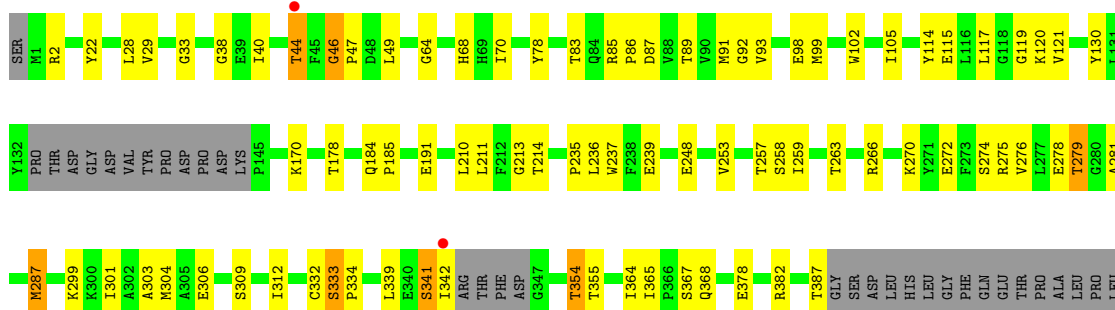 SER M1 R2 Y22 L28 V29 G33 G38 E39 I40 T44 F45 G46 P47 D48 L49 G64 H68 H69 I70 Y78 T83 Q84 R85 P86 D87 V88 T89 V90 M91 G92 V93 E98 M99 W102 I105 Y114 E115 L116 L117 G118 G119 K120 V121 Y130 L131
Y132 PRO THR ASP GLY ASP VAL TYR PRO ASP PRO ASP LYS P145 K170 T178 Q184 P185 E191 L210 L211 F212 G213 T214 P235 L236 W237 F238 E239 E248 V253 T257 S258 I259 T263 R266 K270 Y271 E272 F273 S274 R275 V276 L277 E278 T279 G280 A281
M287 K299 K300 I301 A302 A303 M304 A305 E306 S309 I312 C332 S333 P334 L339 E340 S341 I342 ARG THR PHE ASP G347 T354 T355 I364 I365 P366 S367 Q368 E378 R382 T387 GLY SER ASP LEU HIS LEU GLY PHE GLN GLU THR PRO ALA LEU PRO LEU